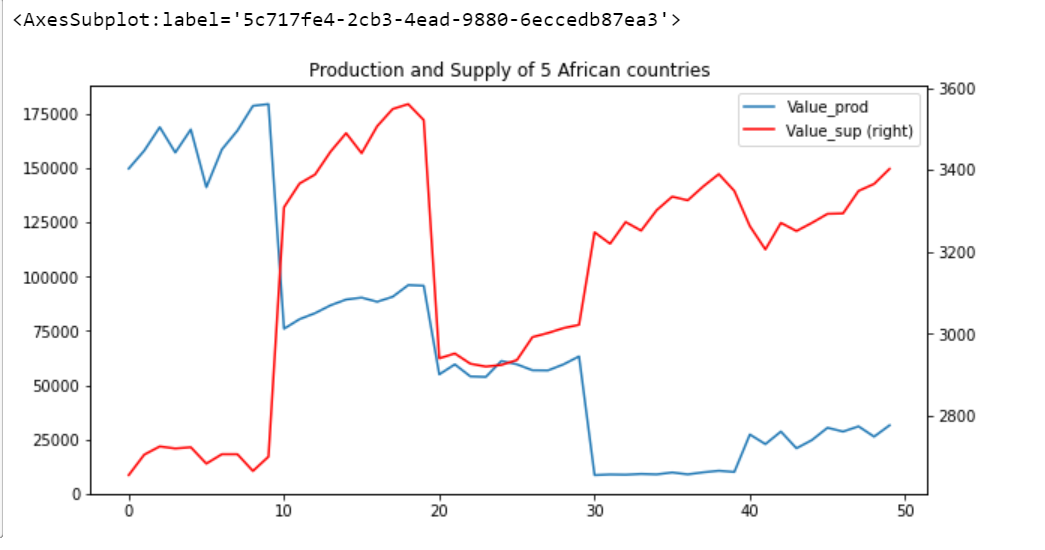 <AxesSubplot:label='5c717fe4-2cb3-4ead-9880-6eccedb87ea3'>
Production and Supply of 5 African countries
Value_prod
Value_sup (right)
175000
150000
125000
100000
75000
50000
25000
0
3600
3400
3200
3000
2800
0 10 20 30 40 50